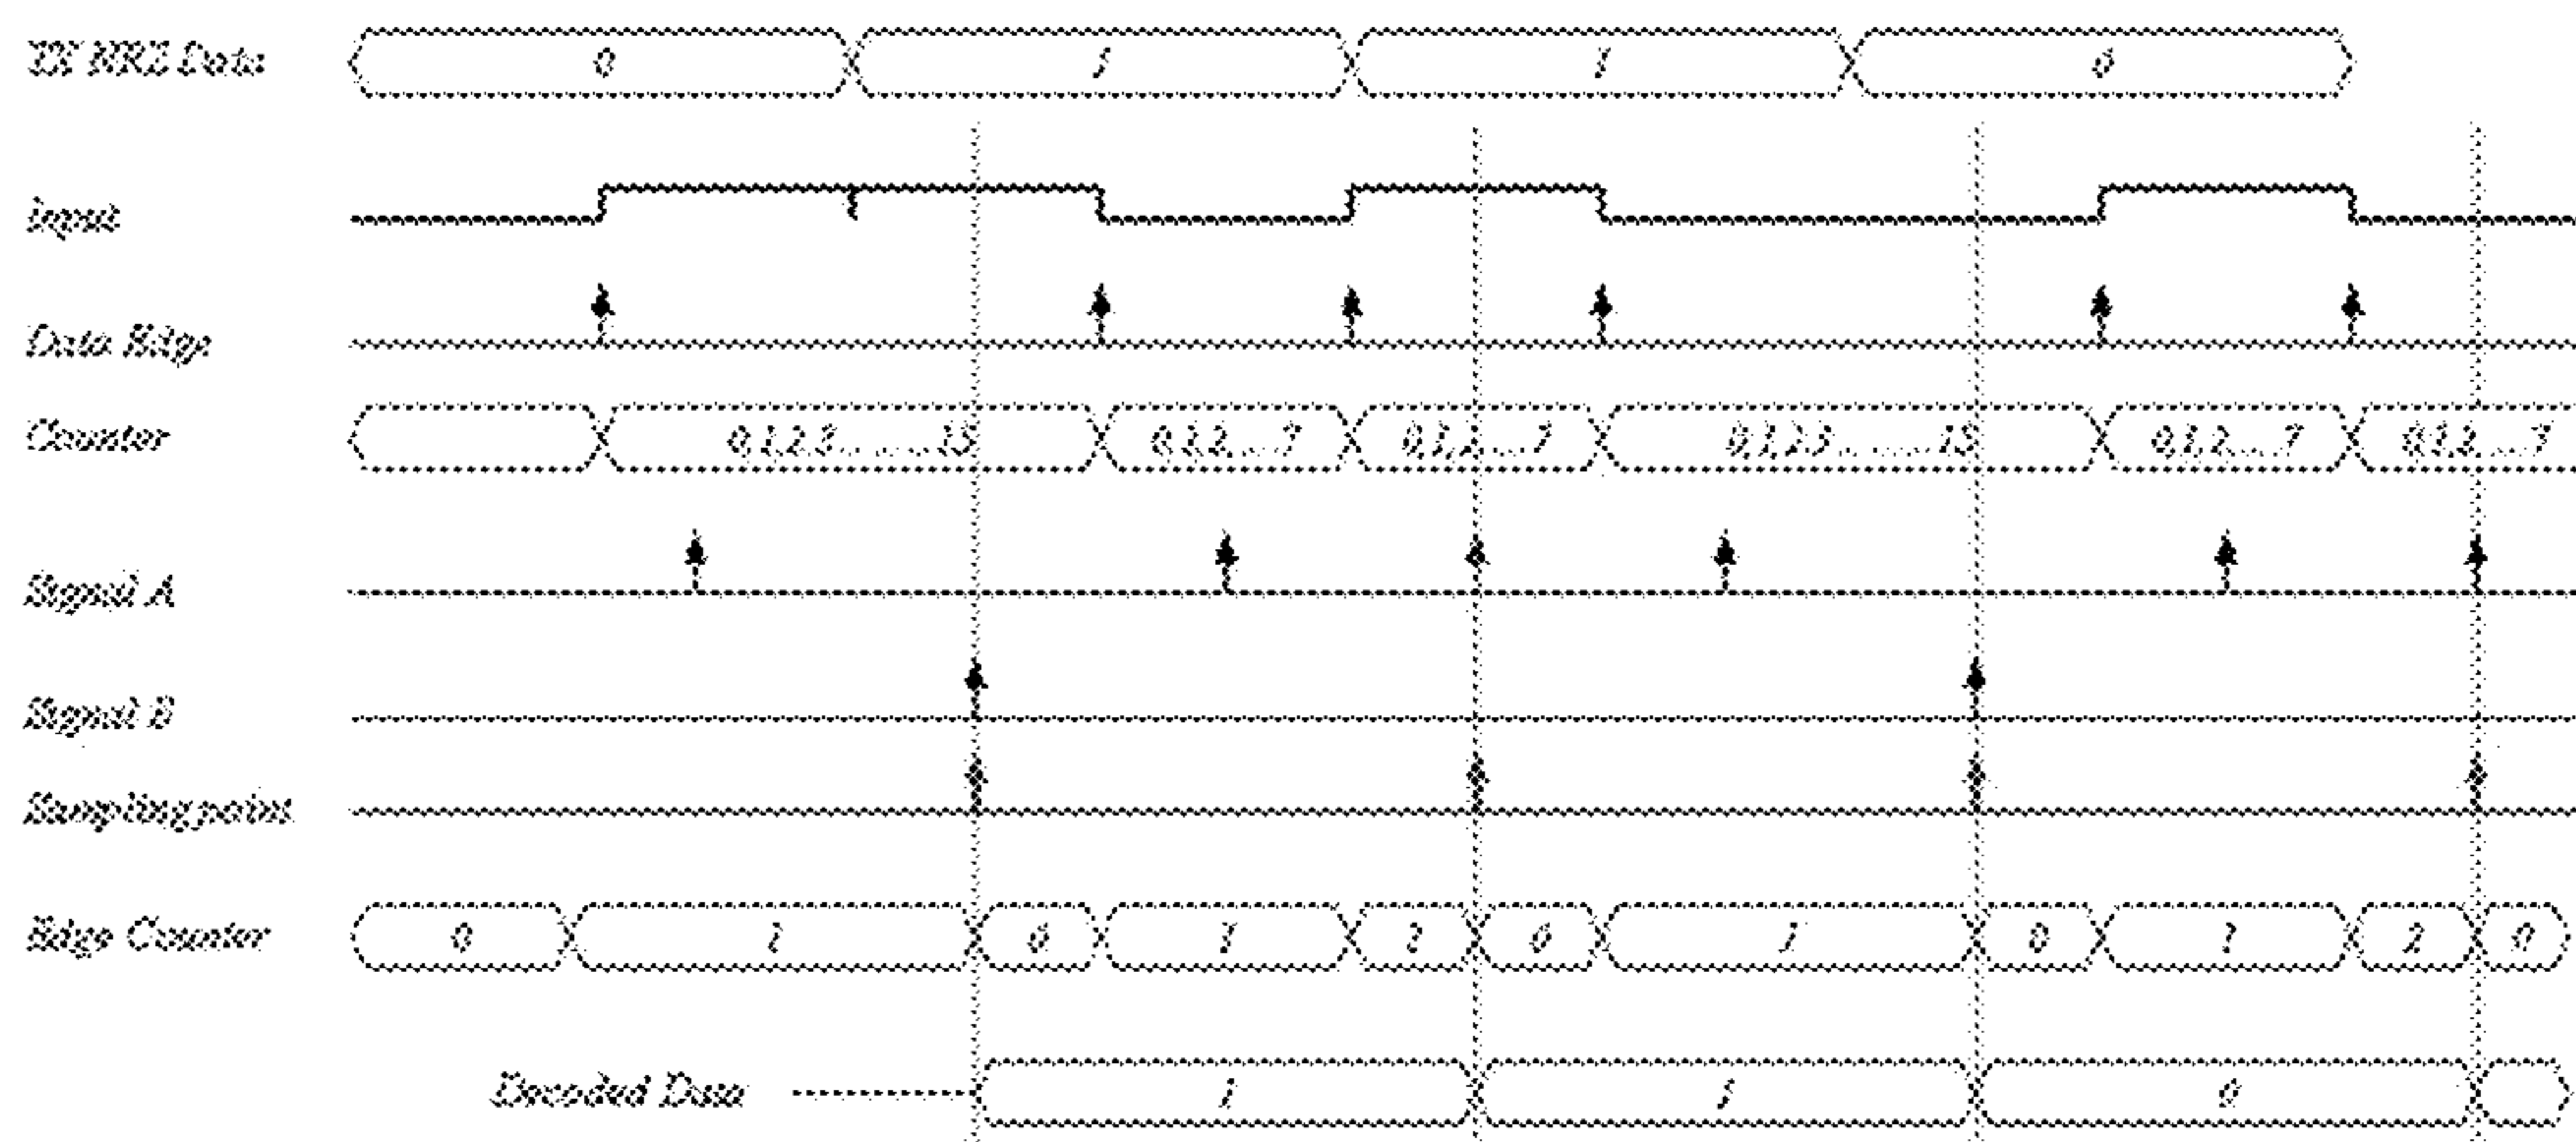 TX NRZ Data 0 1 1 0
Input
Data Edge
Counter 0,1,2,3.......15 0,1,2....7 0,1,2....7 0,1,2,3.......15 0,1,2....7 0,1,2....7
Signal A
Signal B
Sampling point
Edge Counter 0 1 0 1 2 0 1 0 1 2 0
Decoded Data 1 1 0